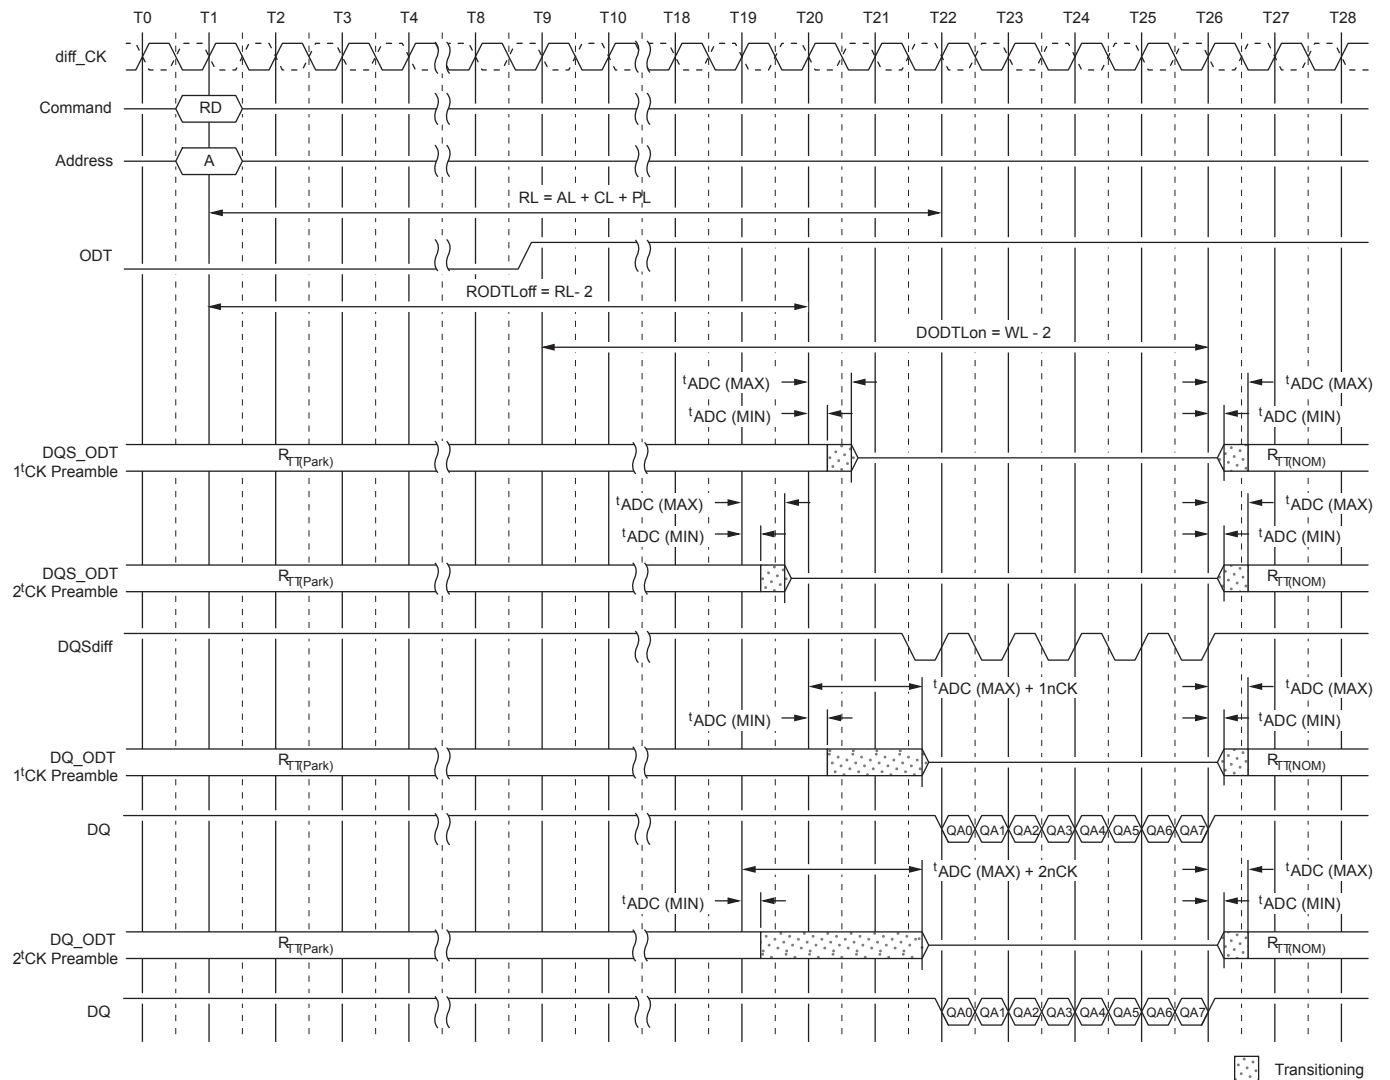 T0 T1 T2 T3 T4 T8 T9 T10 T18 T19 T20 T21 T22 T23 T24 T25 T26 T27 T28
diff_CK
Command RD
Address A
RL = AL + CL + PL
ODT
RODTLoff = RL- 2
DODTLon = WL - 2
tADC (MAX) tADC (MAX)
tADC (MIN) tADC (MIN)
DQS_ODT
1tCK Preamble RTT(Park) RTT(NOM)
tADC (MAX) tADC (MAX)
tADC (MIN) tADC (MIN)
DQS_ODT
2tCK Preamble RTT(Park) RTT(NOM)
DQSdiff
tADC (MAX) + 1nCK tADC (MAX)
tADC (MIN) tADC (MIN)
DQ_ODT
1tCK Preamble RTT(Park) RTT(NOM)
DQ QA0 QA1 QA2 QA3 QA4 QA5 QA6 QA7
tADC (MAX) + 2nCK tADC (MAX)
tADC (MIN) tADC (MIN)
DQ_ODT
2tCK Preamble RTT(Park) RTT(NOM)
DQ QA0 QA1 QA2 QA3 QA4 QA5 QA6 QA7
Transitioning